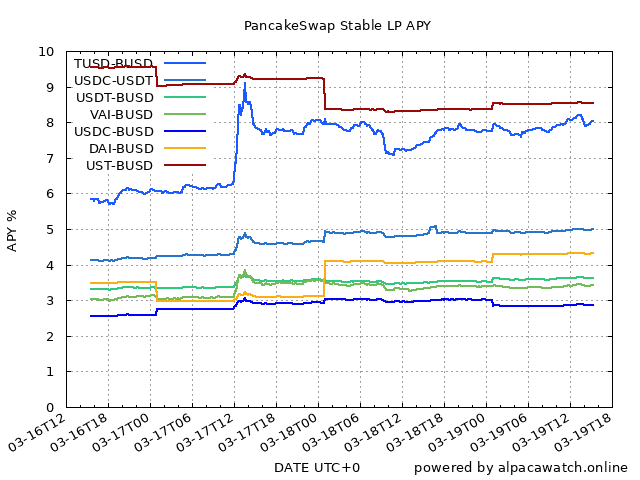 PancakeSwap Stable LP APY
10
9
8
7
6
5
4
3
2
1
0
APY %
TUSD-BUSD
USDC-USDT
USDT-BUSD
VAI-BUSD
USDC-BUSD
DAI-BUSD
UST-BUSD
03-16T12
03-16T18
03-17T00
03-17T06
03-17T12
03-17T18
03-18T00
03-18T06
03-18T12
03-18T18
03-19T00
03-19T06
03-19T12
03-19T18
DATE UTC+0
powered by alpacawatch.online